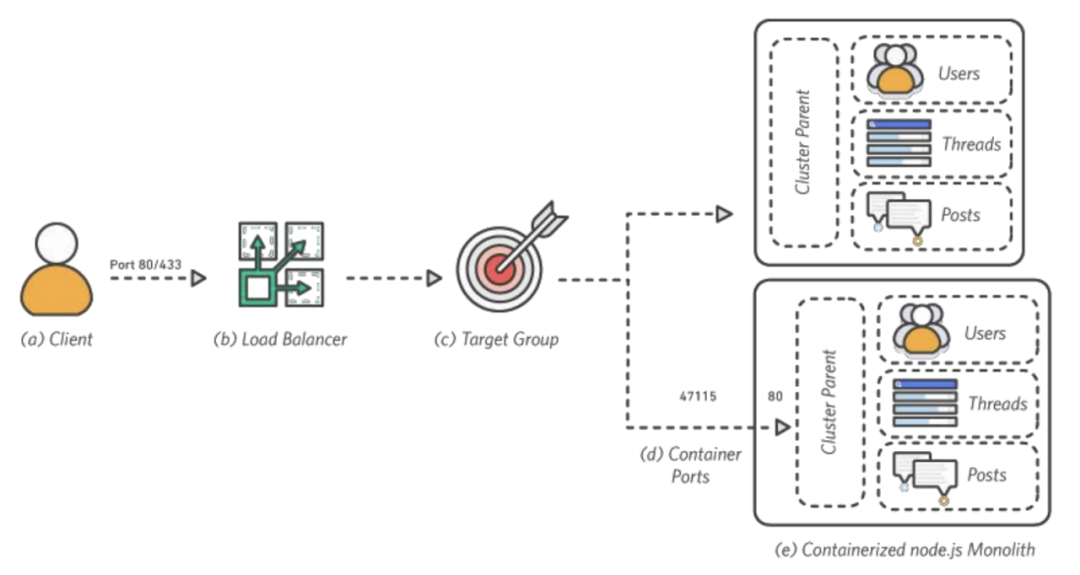 Port 80/433
(a) Client
(b) Load Balancer
(c) Target Group
47115
80
(d) Container
Ports
Cluster Parent
Users
Threads
Posts
Cluster Parent
Users
Threads
Posts
(e) Containerized node.js Monolith